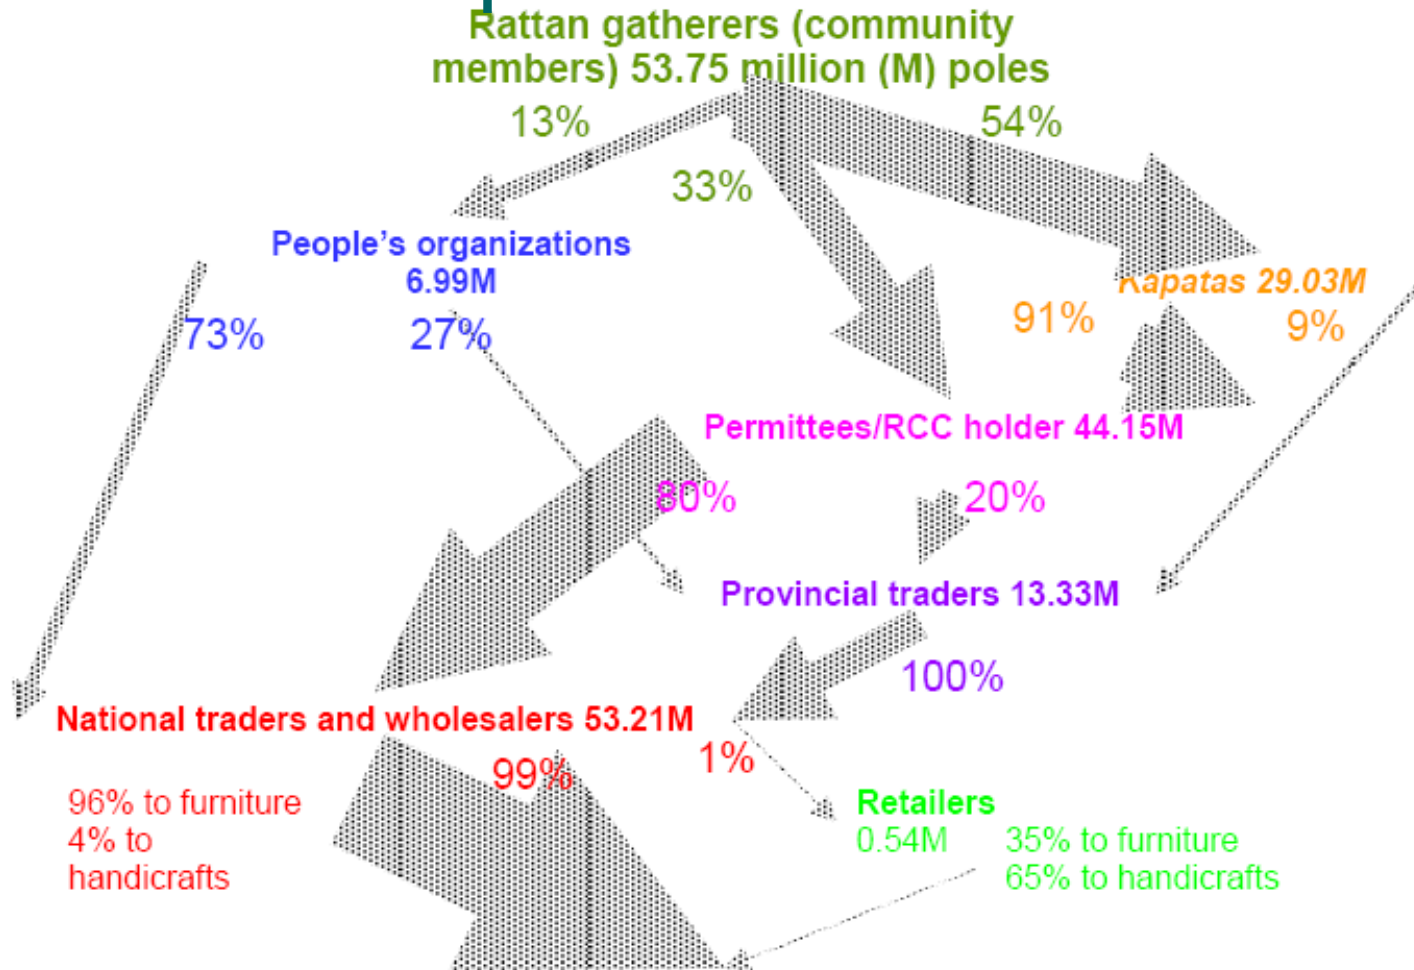 Rattan gatherers (community
members) 53.75 million (M) poles
13%
54%
33%
People's organizations
6.99M
Kapatas 29.03M
73%
27%
91%
9%
Permittees/RCC holder 44.15M
80%
20%
Provincial traders 13.33M
100%
National traders and wholesalers 53.21M
99%
1%
96% to furniture
4% to
handicrafts
Retailers
0.54M
35% to furniture
65% to handicrafts